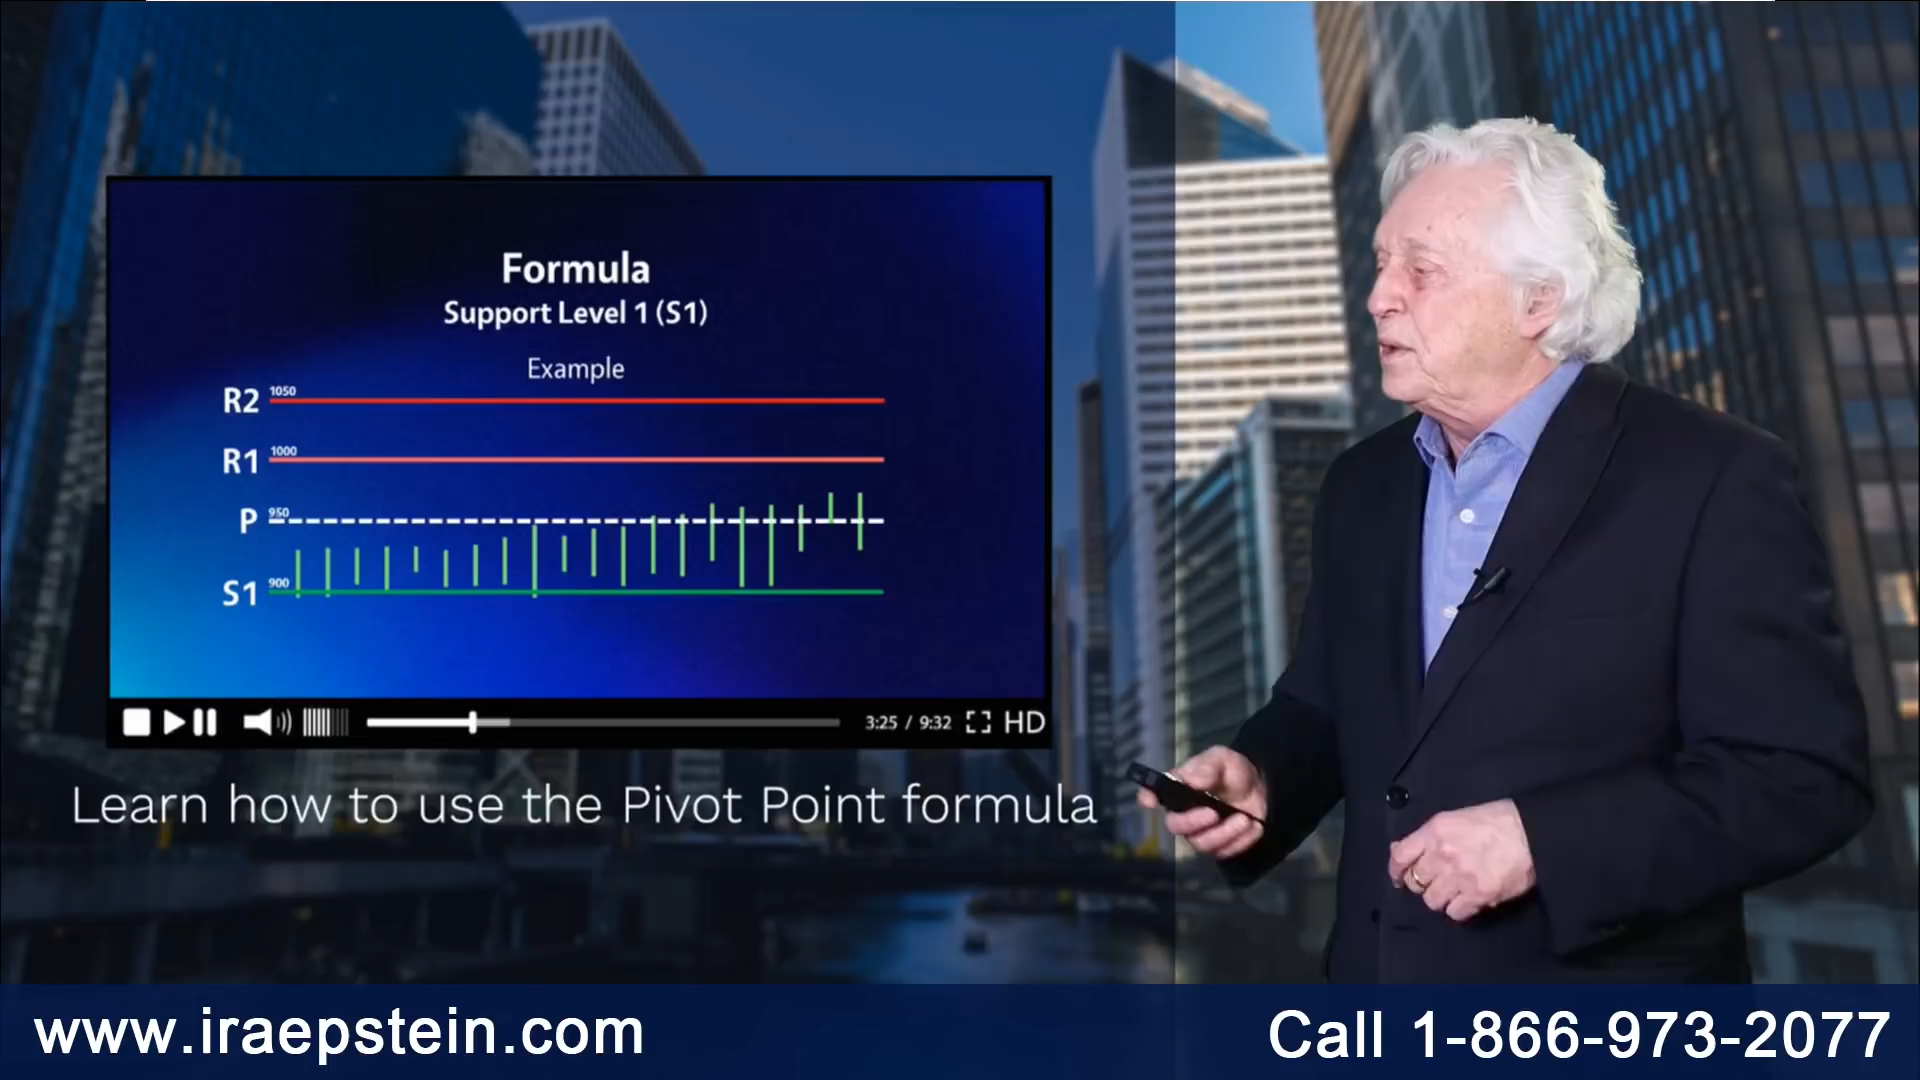 Formula
Support Level 1 (S1)
Example
R2 1050
R1 1000
P 950
S1 900
3:25 / 9:32 HD
Learn how to use the Pivot Point formula
www.iraepstein.com
Call 1-866-973-2077